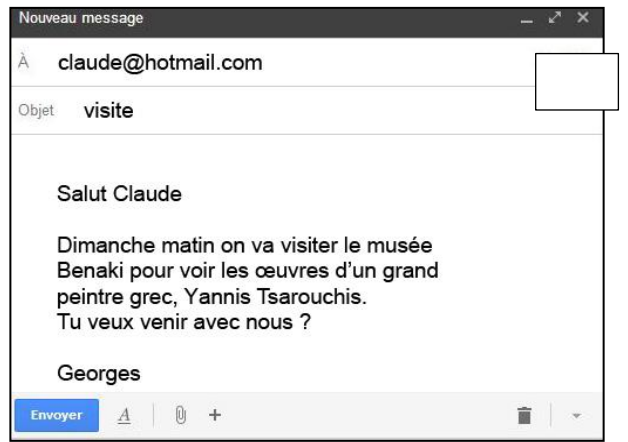 Nouveau message
À claude@hotmail.com
Objet visite
Salut Claude
Dimanche matin on va visiter le musée
Benaki pour voir les œuvres d’un grand
peintre grec, Yannis Tsarouchis.
Tu veux venir avec nous ?
Georges
Envoyer A